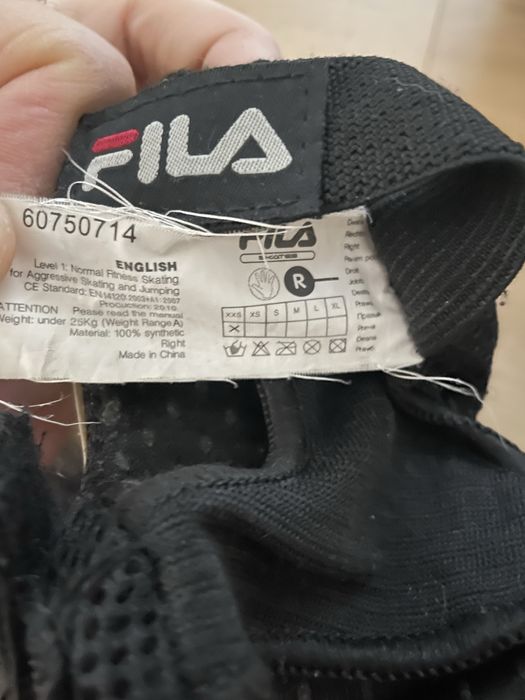 FILA
60750714
ENGLISH
Level 1: Normal Fitness Skating
for Aggressive Skating and Jumping
CE Standard: EN14120:2003+A1:2007
Production: 2010
ATTENTION Please read the manual
Weight: under 25Kg (Weight Range A)
Material: 100% synthetic
Right
Made in China
FILA
SKATES
R
XXS XS S M L XL
X
Right
Droit